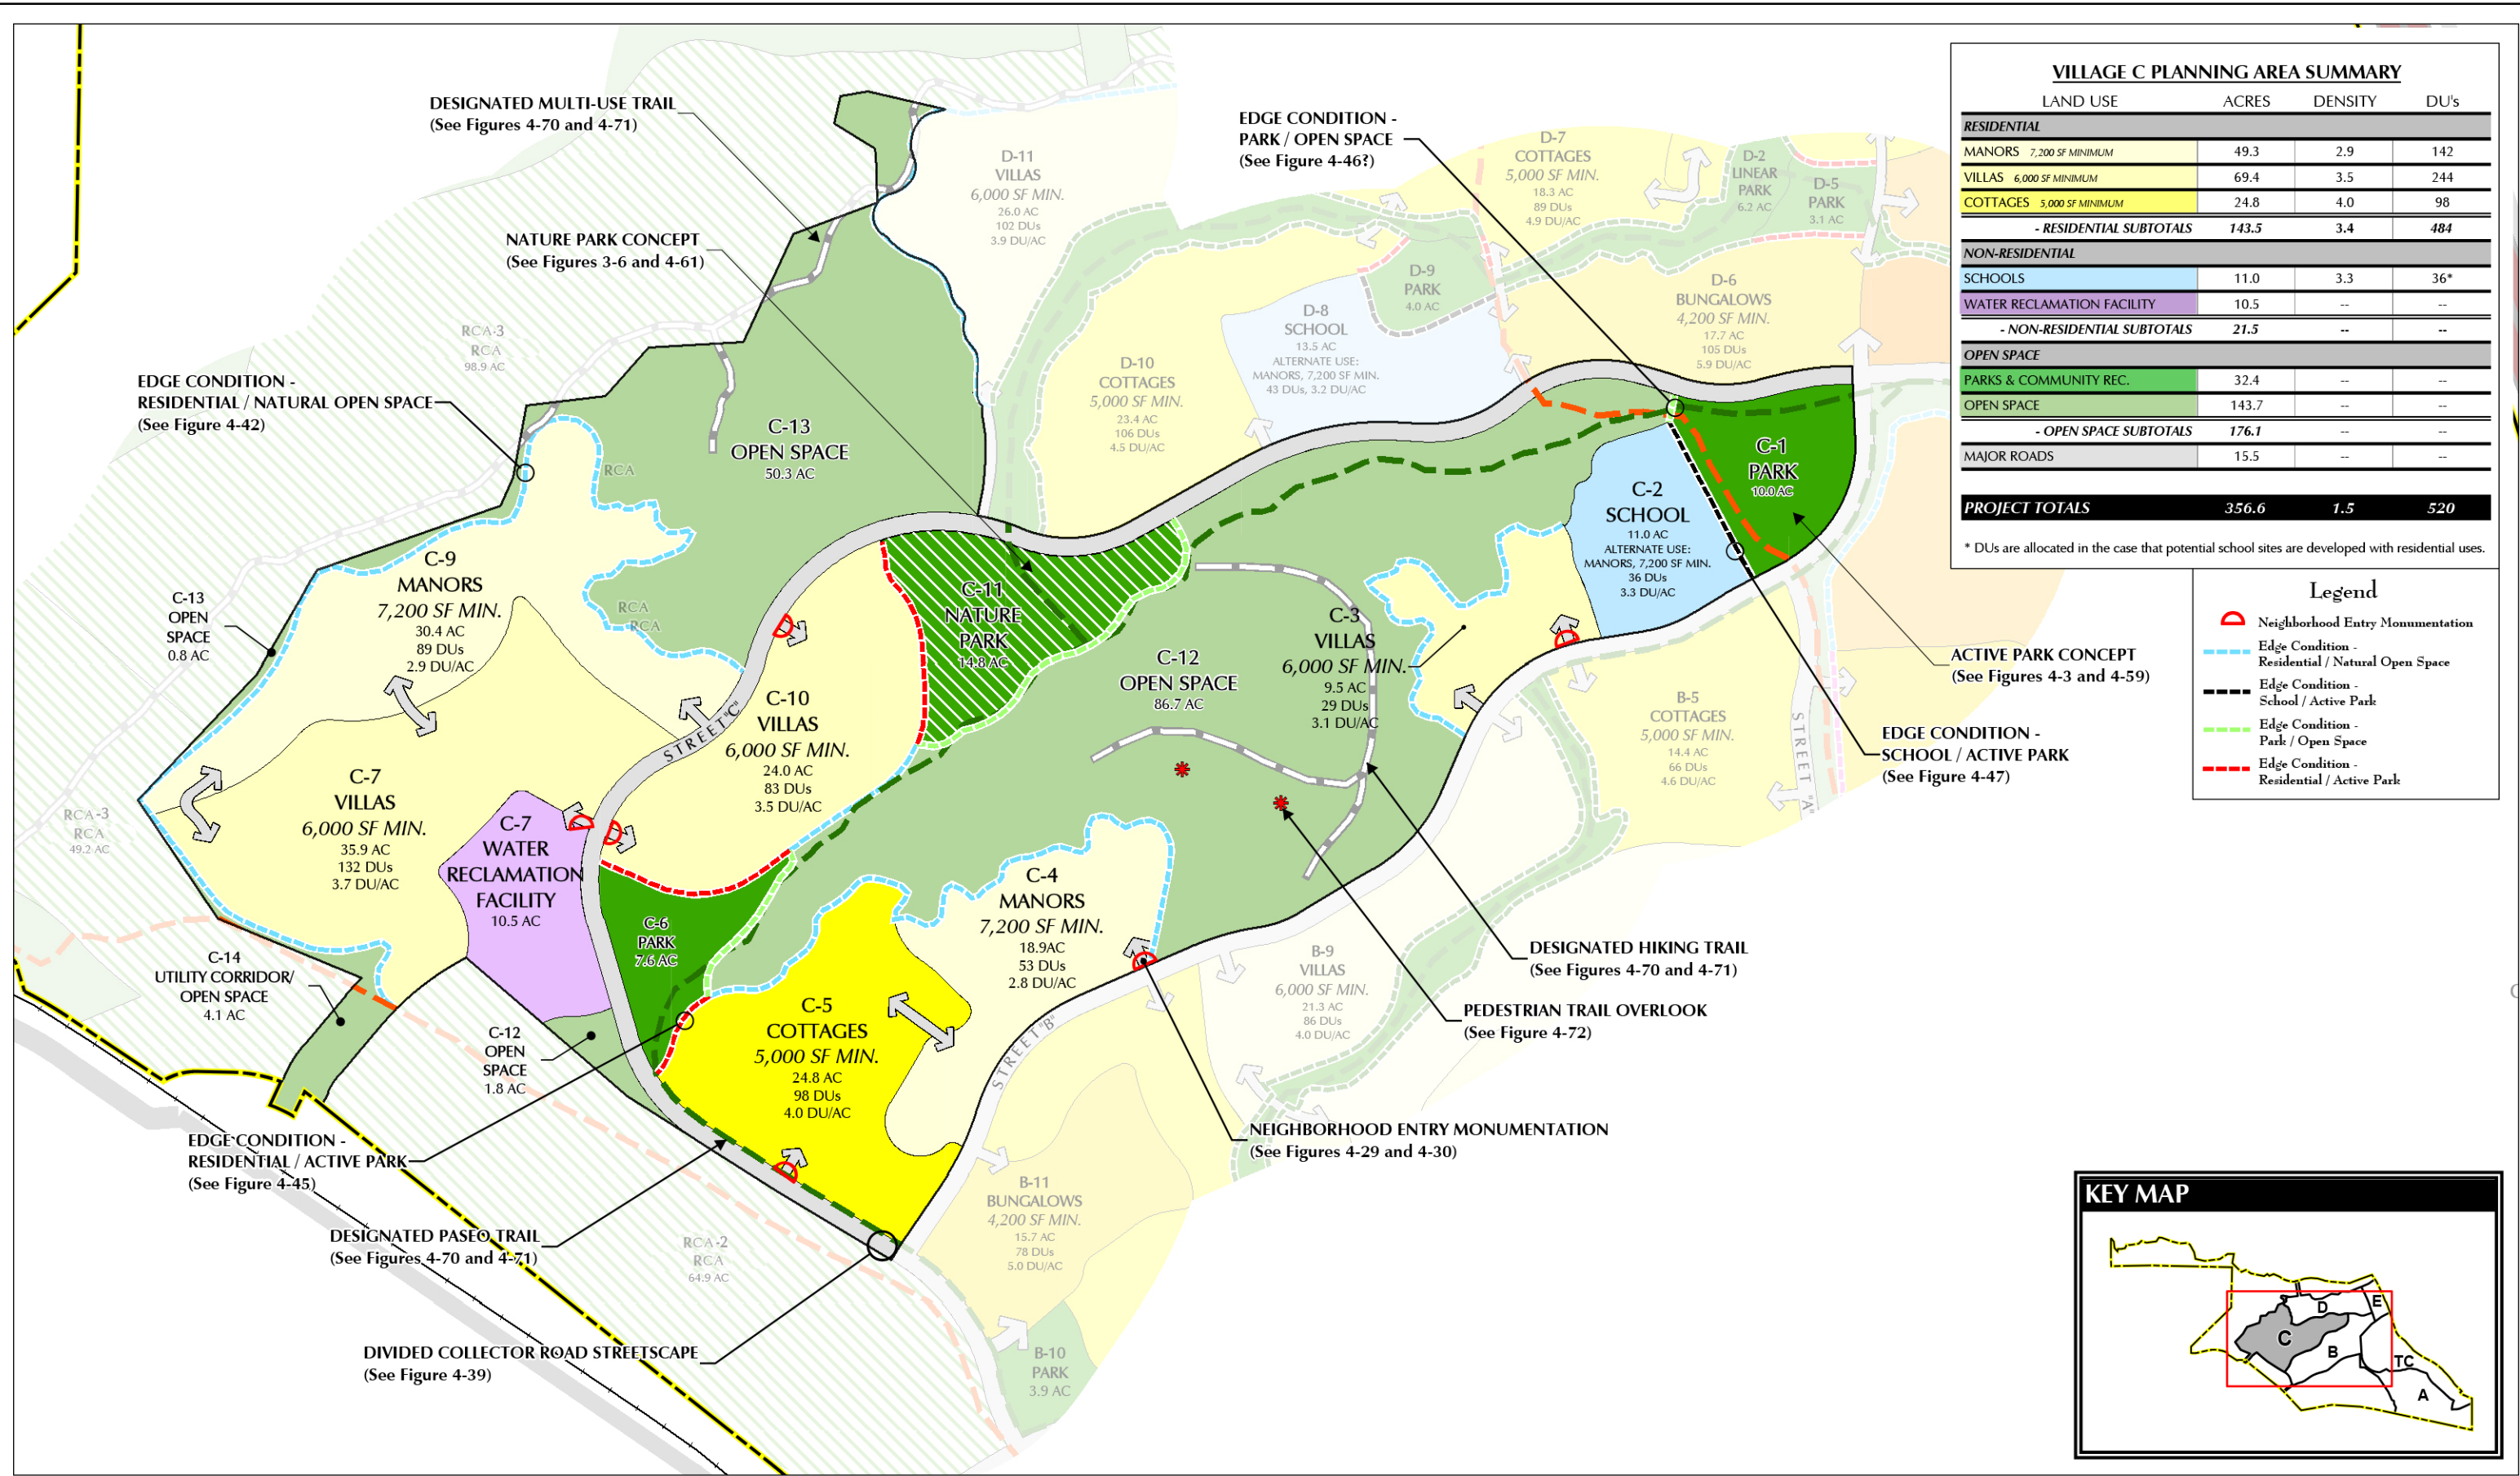 VILLAGE C PLANNING AREA SUMMARY
LAND USE ACRES DENSITY DU's
RESIDENTIAL
MANORS 7,200 SF MINIMUM 49.3 2.9 142
VILLAS 6,000 SF MINIMUM 69.4 3.5 244
COTTAGES 5,000 SF MINIMUM 24.8 4.0 98
- RESIDENTIAL SUBTOTALS 143.5 3.4 484
NON-RESIDENTIAL
SCHOOLS 11.0 3.3 36*
WATER RECLAMATION FACILITY 10.5 -- --
- NON-RESIDENTIAL SUBTOTALS 21.5 -- --
OPEN SPACE
PARKS & COMMUNITY REC. 32.4 -- --
OPEN SPACE 143.7 -- --
- OPEN SPACE SUBTOTALS 176.1 -- --
MAJOR ROADS 15.5 -- --
PROJECT TOTALS 356.6 1.5 520
* DUs are allocated in the case that potential school sites are developed with residential uses.
Legend
Neighborhood Entry Monumentation
Edge Condition -
Residential / Natural Open Space
Edge Condition -
School / Active Park
Edge Condition -
Park / Open Space
Edge Condition -
Residential / Active Park
DESIGNATED MULTI-USE TRAIL
(See Figures 4-70 and 4-71)
NATURE PARK CONCEPT
(See Figures 3-6 and 4-61)
EDGE CONDITION -
PARK / OPEN SPACE
(See Figure 4-46?)
EDGE CONDITION -
RESIDENTIAL / NATURAL OPEN SPACE
(See Figure 4-42)
D-11
VILLAS
6,000 SF MIN.
26.0 AC
102 DUs
3.9 DU/AC
D-7
COTTAGES
5,000 SF MIN.
18.3 AC
89 DUs
4.9 DU/AC
D-2
LINEAR
PARK
6.2 AC
D-5
PARK
3.1 AC
D-9
PARK
4.0 AC
D-6
BUNGALOWS
4,200 SF MIN.
17.7 AC
105 DUs
5.9 DU/AC
D-8
SCHOOL
13.5 AC
ALTERNATE USE:
MANORS, 7,200 SF MIN.
43 DUs, 3.2 DU/AC
D-10
COTTAGES
5,000 SF MIN.
23.4 AC
106 DUs
4.5 DU/AC
RCA-3
RCA
98.9 AC
C-13
OPEN SPACE
50.3 AC
RCA
RCA
RCA
C-1
PARK
10.0 AC
C-2
SCHOOL
11.0 AC
ALTERNATE USE:
MANORS, 7,200 SF MIN.
36 DUs
3.3 DU/AC
C-9
MANORS
7,200 SF MIN.
30.4 AC
89 DUs
2.9 DU/AC
C-13
OPEN
SPACE
0.8 AC
C-11
NATURE
PARK
14.8 AC
C-3
VILLAS
6,000 SF MIN.
9.5 AC
29 DUs
3.1 DU/AC
C-12
OPEN SPACE
86.7 AC
C-10
VILLAS
6,000 SF MIN.
24.0 AC
83 DUs
3.5 DU/AC
STREET "C"
ACTIVE PARK CONCEPT
(See Figures 4-3 and 4-59)
B-5
COTTAGES
5,000 SF MIN.
14.4 AC
66 DUs
4.6 DU/AC
STREET "A"
EDGE CONDITION -
SCHOOL / ACTIVE PARK
(See Figure 4-47)
C-7
VILLAS
6,000 SF MIN.
35.9 AC
132 DUs
3.7 DU/AC
RCA-3
RCA
49.2 AC
C-7
WATER
RECLAMATION
FACILITY
10.5 AC
C-6
PARK
7.6 AC
C-4
MANORS
7,200 SF MIN.
18.9AC
53 DUs
2.8 DU/AC
C-14
UTILITY CORRIDOR/
OPEN SPACE
4.1 AC
C-12
OPEN
SPACE
1.8 AC
C-5
COTTAGES
5,000 SF MIN.
24.8 AC
98 DUs
4.0 DU/AC
STREET "B"
B-9
VILLAS
6,000 SF MIN.
21.3 AC
86 DUs
4.0 DU/AC
DESIGNATED HIKING TRAIL
(See Figures 4-70 and 4-71)
PEDESTRIAN TRAIL OVERLOOK
(See Figure 4-72)
NEIGHBORHOOD ENTRY MONUMENTATION
(See Figures 4-29 and 4-30)
EDGE CONDITION -
RESIDENTIAL / ACTIVE PARK
(See Figure 4-45)
DESIGNATED PASEO TRAIL
(See Figures 4-70 and 4-71)
RCA-2
RCA
64.9 AC
B-11
BUNGALOWS
4,200 SF MIN.
15.7 AC
78 DUs
5.0 DU/AC
DIVIDED COLLECTOR ROAD STREETSCAPE
(See Figure 4-39)
B-10
PARK
3.9 AC
KEY MAP
D
E
C
B
TC
A